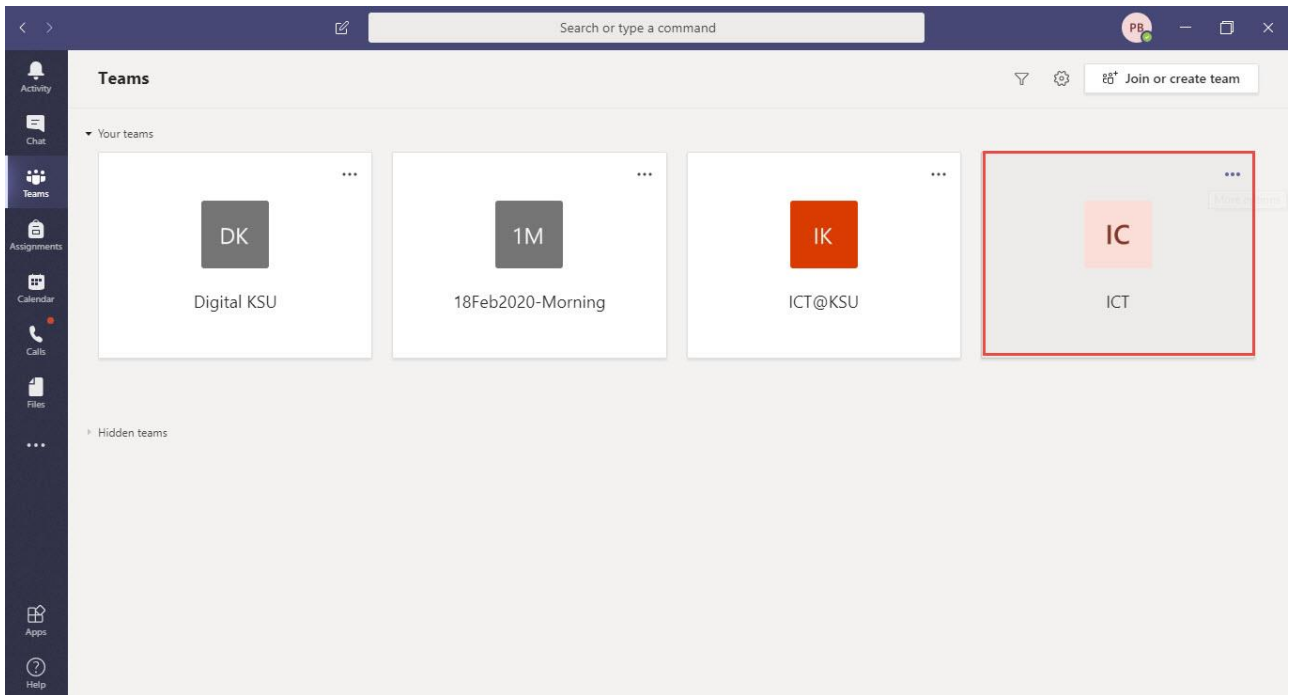 Search or type a command
PB
Activity
Chat
Teams
Assignments
Calendar
Calls
Files
Apps
Help
Teams
Join or create team
Your teams
DK
Digital KSU
1M
18Feb2020-Morning
IK
ICT@KSU
IC
ICT
Hidden teams